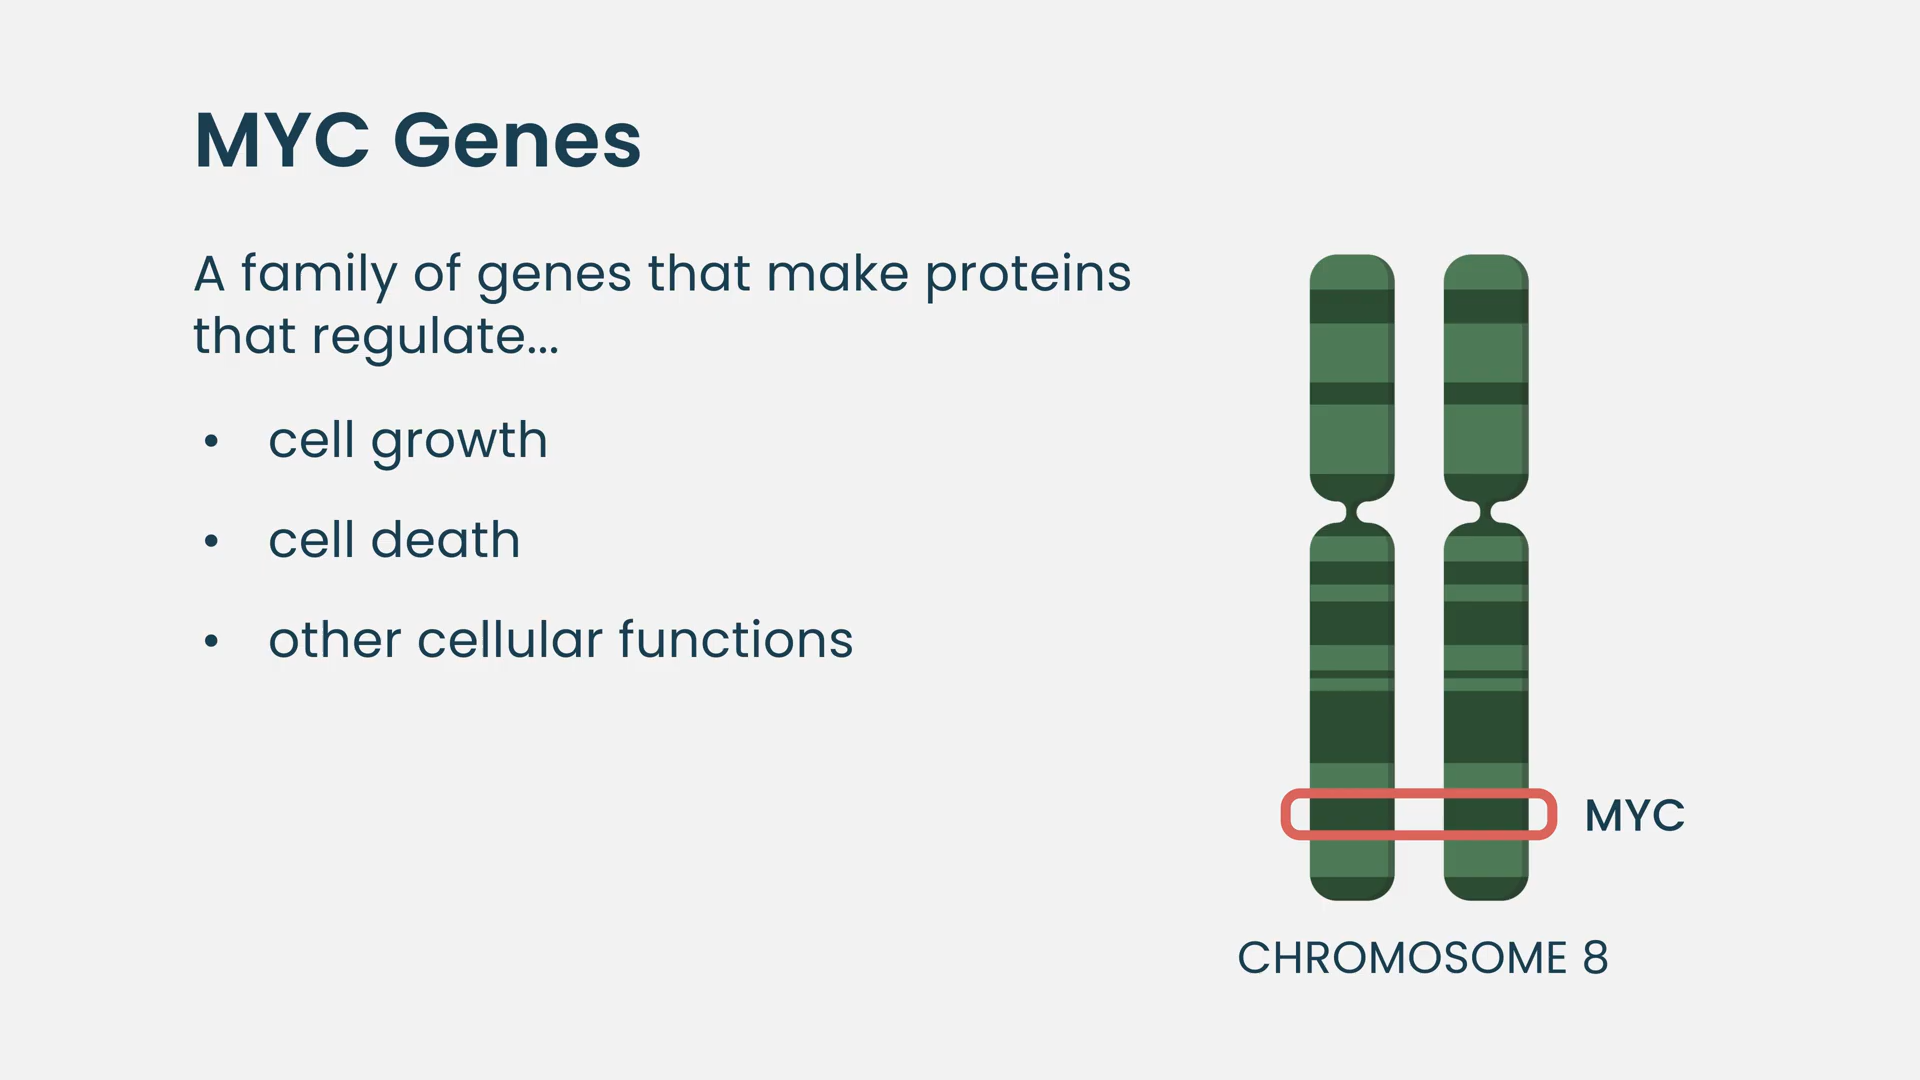 MYC Genes
A family of genes that make proteins
that regulate...
• cell growth
• cell death
• other cellular functions
MYC
CHROMOSOME 8